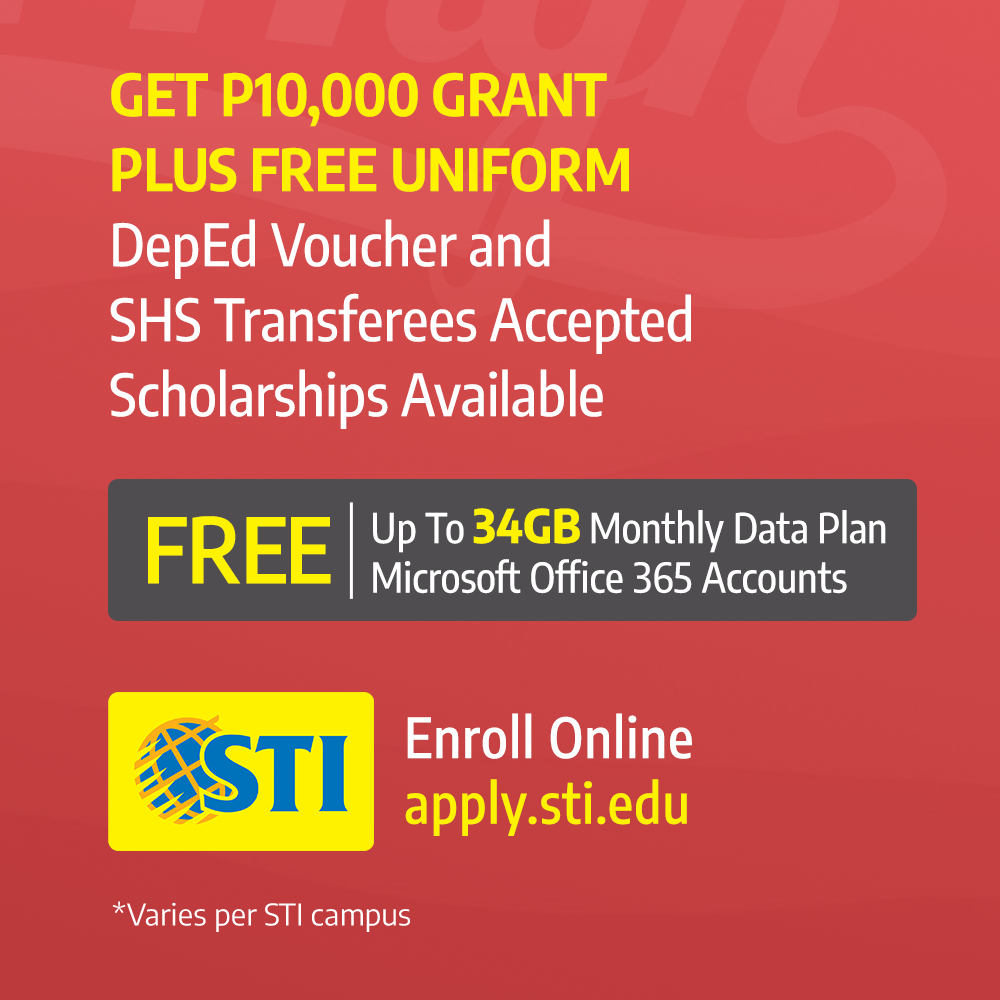 GET P10,000 GRANT
PLUS FREE UNIFORM
DepEd Voucher and
SHS Transferees Accepted
Scholarships Available
FREE
Up To 34GB Monthly Data Plan
Microsoft Office 365 Accounts
STI
Enroll Online
apply.sti.edu
*Varies per STI campus